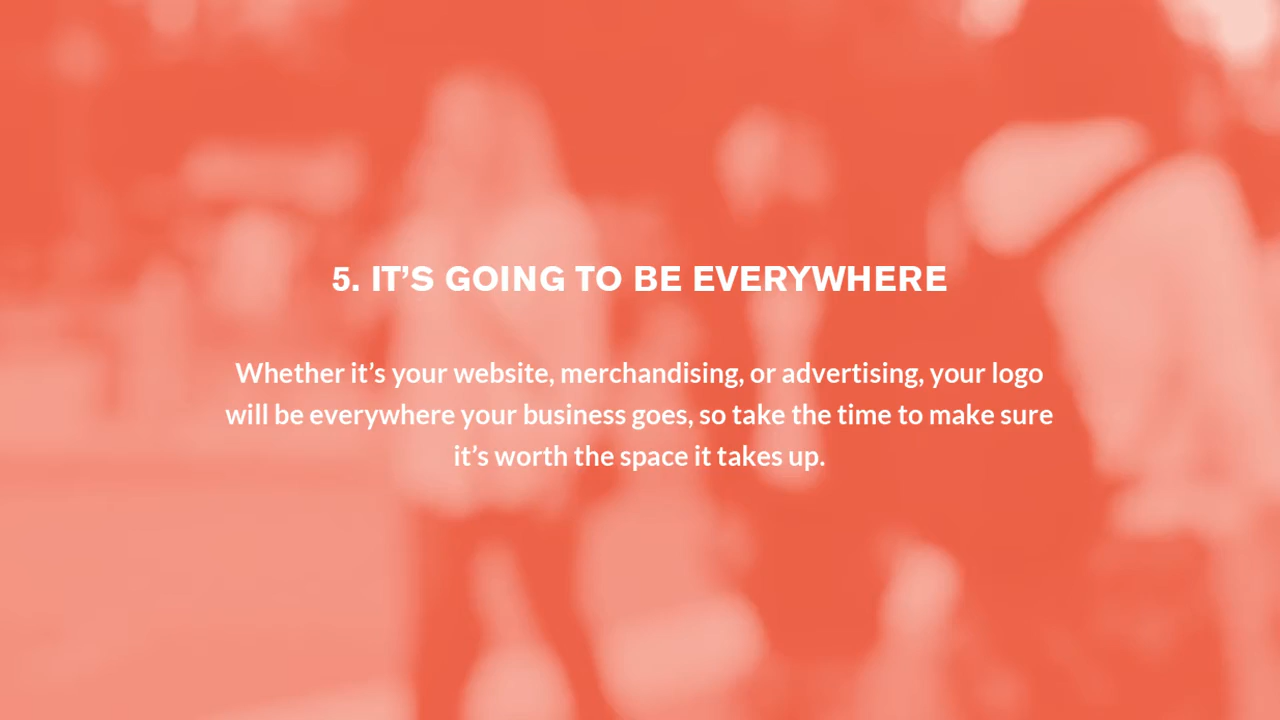 5. IT’S GOING TO BE EVERYWHERE
Whether it’s your website, merchandising, or advertising, your logo
will be everywhere your business goes, so take the time to make sure
it’s worth the space it takes up.